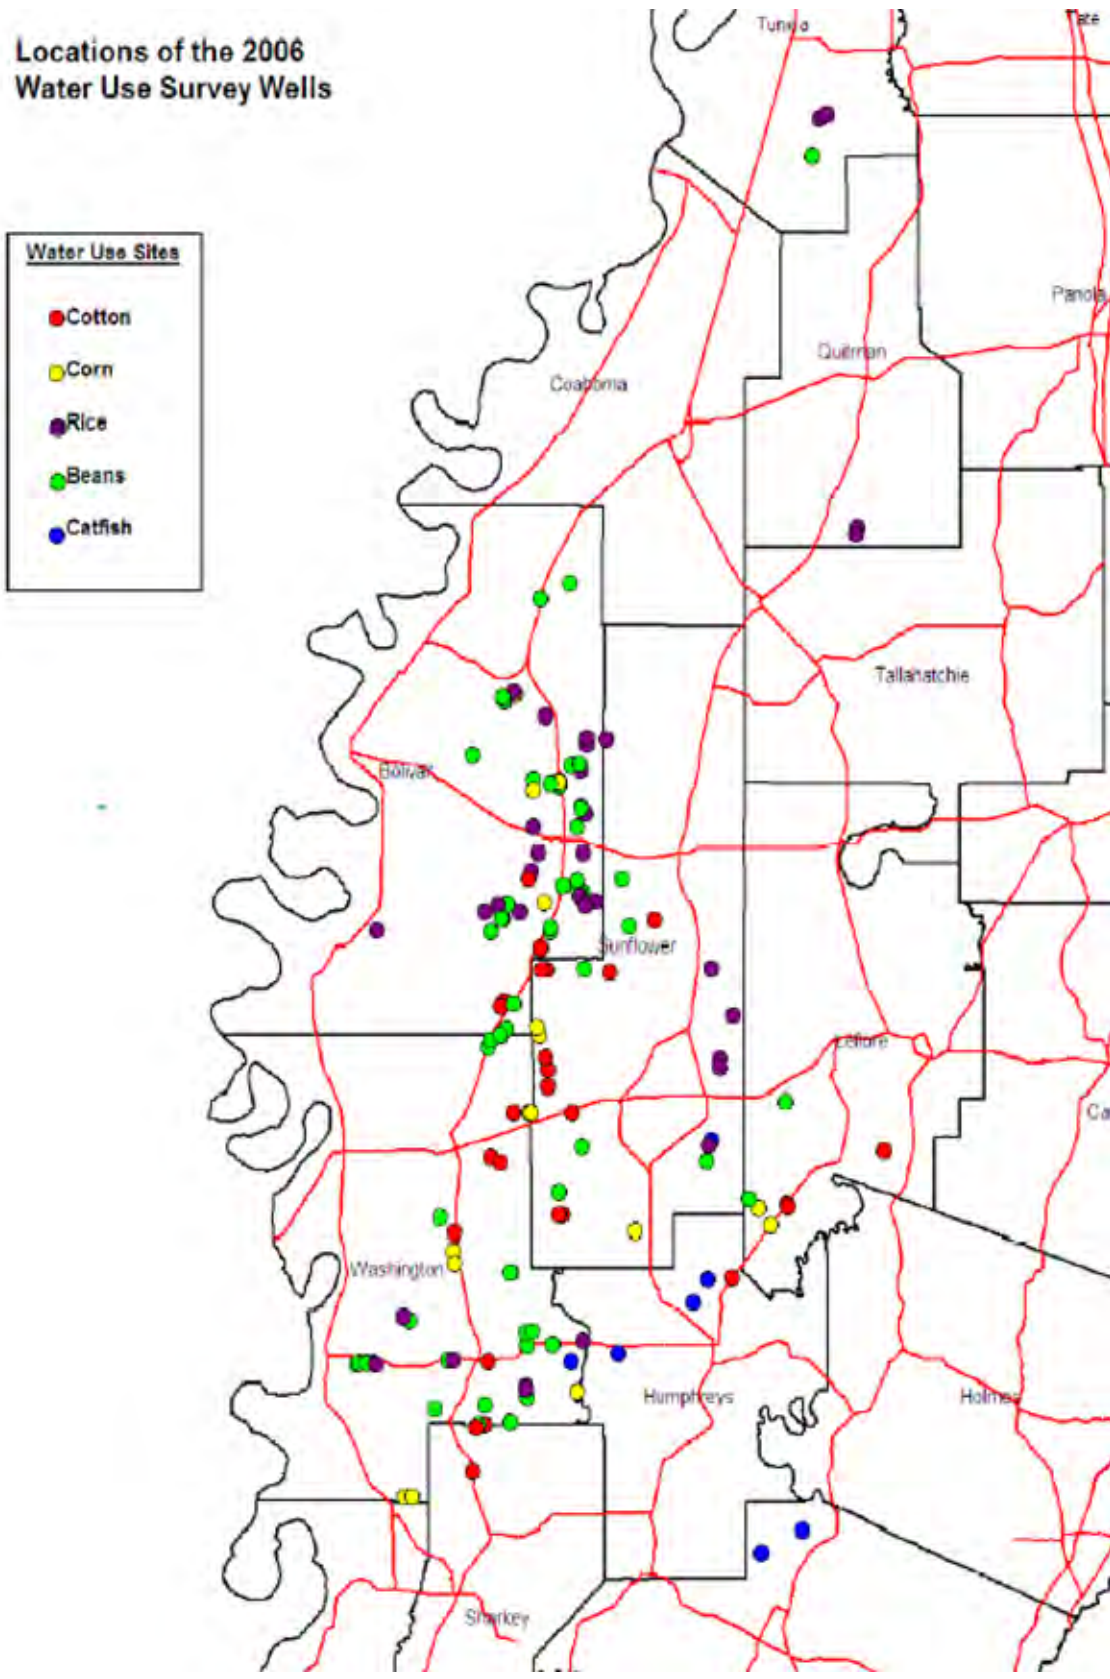 Locations of the 2006
Water Use Survey Wells
Water Use Sites
Cotton
Corn
Rice
Beans
Catfish
Tunica
Panola
Quitman
Coahoma
Tallahatchie
Bolivar
Sunflower
Leflore
Ca
Washington
Humphreys
Holmes
Sharkey